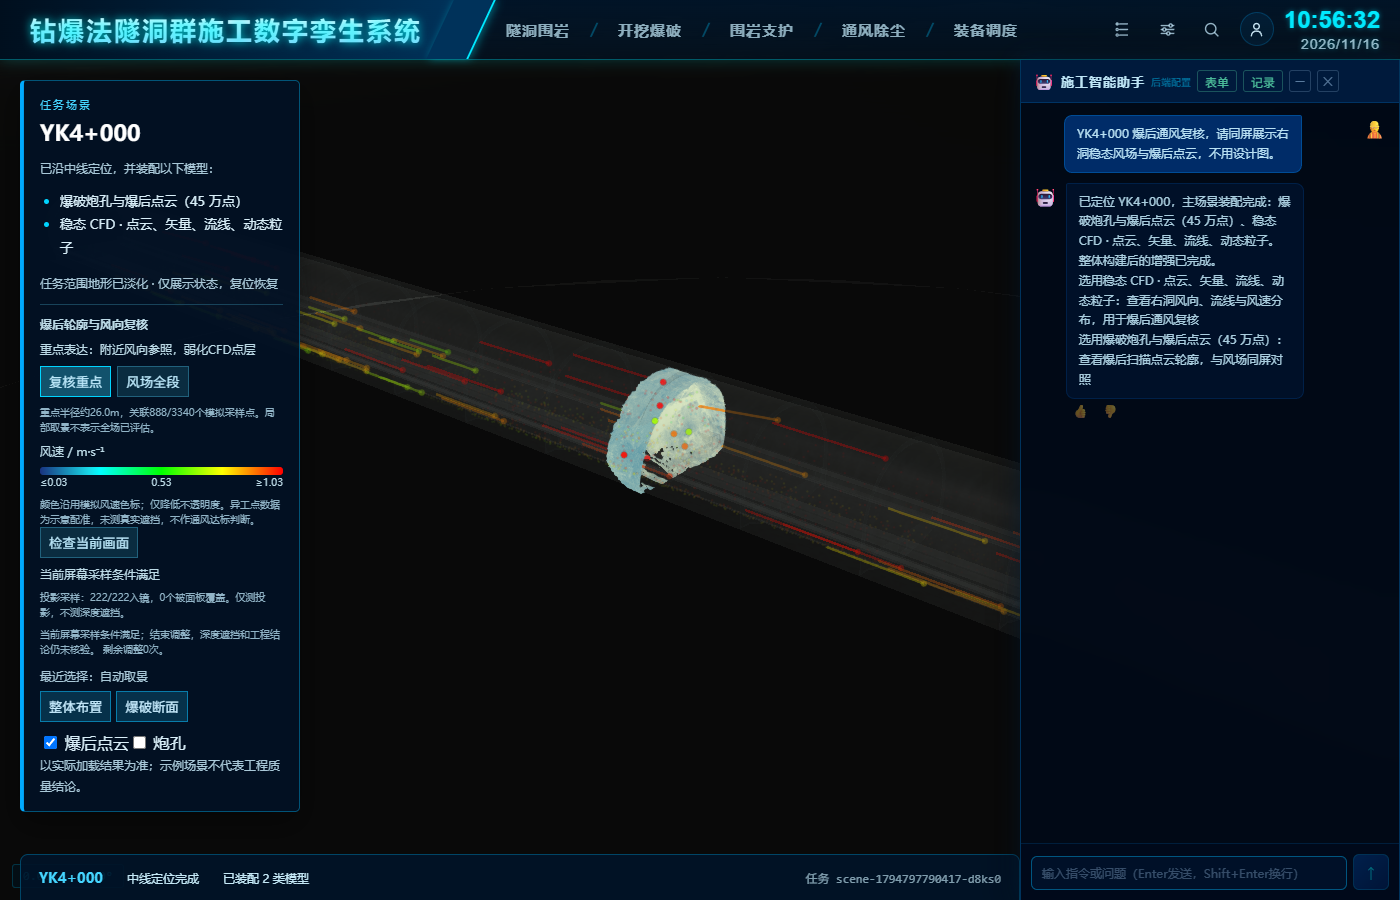 钻爆法隧洞群施工数字孪生系统
隧洞围岩 / 开挖爆破 / 围岩支护 / 通风除尘 / 装备调度
10:56:32
2026/11/16
任务场景
YK4+000
已沿中线定位，并装配以下模型：
爆破炮孔与爆后点云（45 万点）
稳态 CFD · 点云、矢量、流线、动态粒
子
任务范围地形已淡化 · 仅展示状态，复位恢复
爆后轮廓与风向复核
重点表达：附近风向参照，弱化CFD点层
复核重点 风场全段
重点半径约26.0m，关联888/3340个模拟采样点。局
部取景不表示全场已评估。
风速 / m·s⁻¹
≤0.03 0.53 ≥1.03
颜色沿用模拟风速色标；仅降低不透明度。异工点数据
为示意配准，未测真实遮挡，不作通风达标判断。
检查当前画面
当前屏幕采样条件满足
投影采样：222/222入镜，0个被面板覆盖。仅测投
影，不测深度遮挡。
当前屏幕采样条件满足；结束调整，深度遮挡和工程结
论仍未核验。 剩余调整0次。
最近选择：自动取景
整体布置 爆破断面
爆后点云 炮孔
以实际加载结果为准；示例场景不代表工程质
量结论。
YK4+000 中线定位完成 已装配 2 类模型 任务 scene-1794797790417-d8ks0
施工智能助手 后端配置 表单 记录
YK4+000 爆后通风复核，请同屏展示右
洞稳态风场与爆后点云，不用设计图。
已定位 YK4+000，主场景装配完成：爆
破炮孔与爆后点云（45 万点）、稳态
CFD · 点云、矢量、流线、动态粒子。
整体构建后的增强已完成。
选用稳态 CFD · 点云、矢量、流线、动
态粒子：查看右洞风向、流线与风速分
布，用于爆后通风复核
选用爆破炮孔与爆后点云（45 万点）：
查看爆后扫描点云轮廓，与风场同屏对
照
输入指令或问题（Enter发送，Shift+Enter换行）